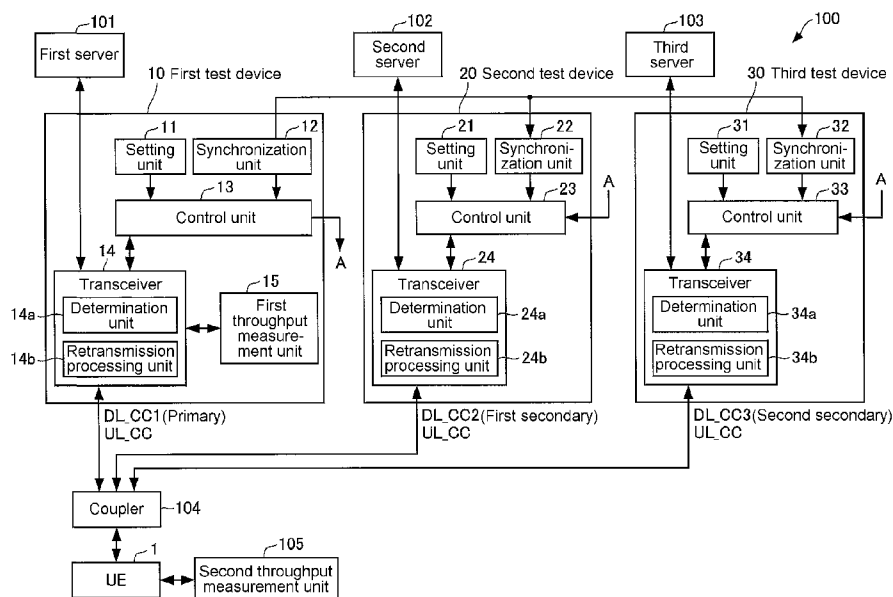 100
101
102
103
First server
Second server
Third server
10 First test device
20 Second test device
30 Third test device
11
12
21
22
31
32
Setting unit
Synchronization unit
Setting unit
Synchroni-
zation unit
Setting unit
Synchroni-
zation unit
13
23
33
Control unit
Control unit
Control unit
A
A
A
14
15
24
34
Transceiver
Transceiver
Transceiver
14a
Determination unit
First throughput measure-
ment unit
Determination unit
24a
Determination unit
34a
14b
Retransmission processing unit
Retransmission processing unit
24b
Retransmission processing unit
34b
DL_CC1(Primary)
UL_CC
DL_CC2(First secondary)
UL_CC
DL_CC3(Second secondary)
UL_CC
Coupler
104
1
UE
105
Second throughput
measurement unit